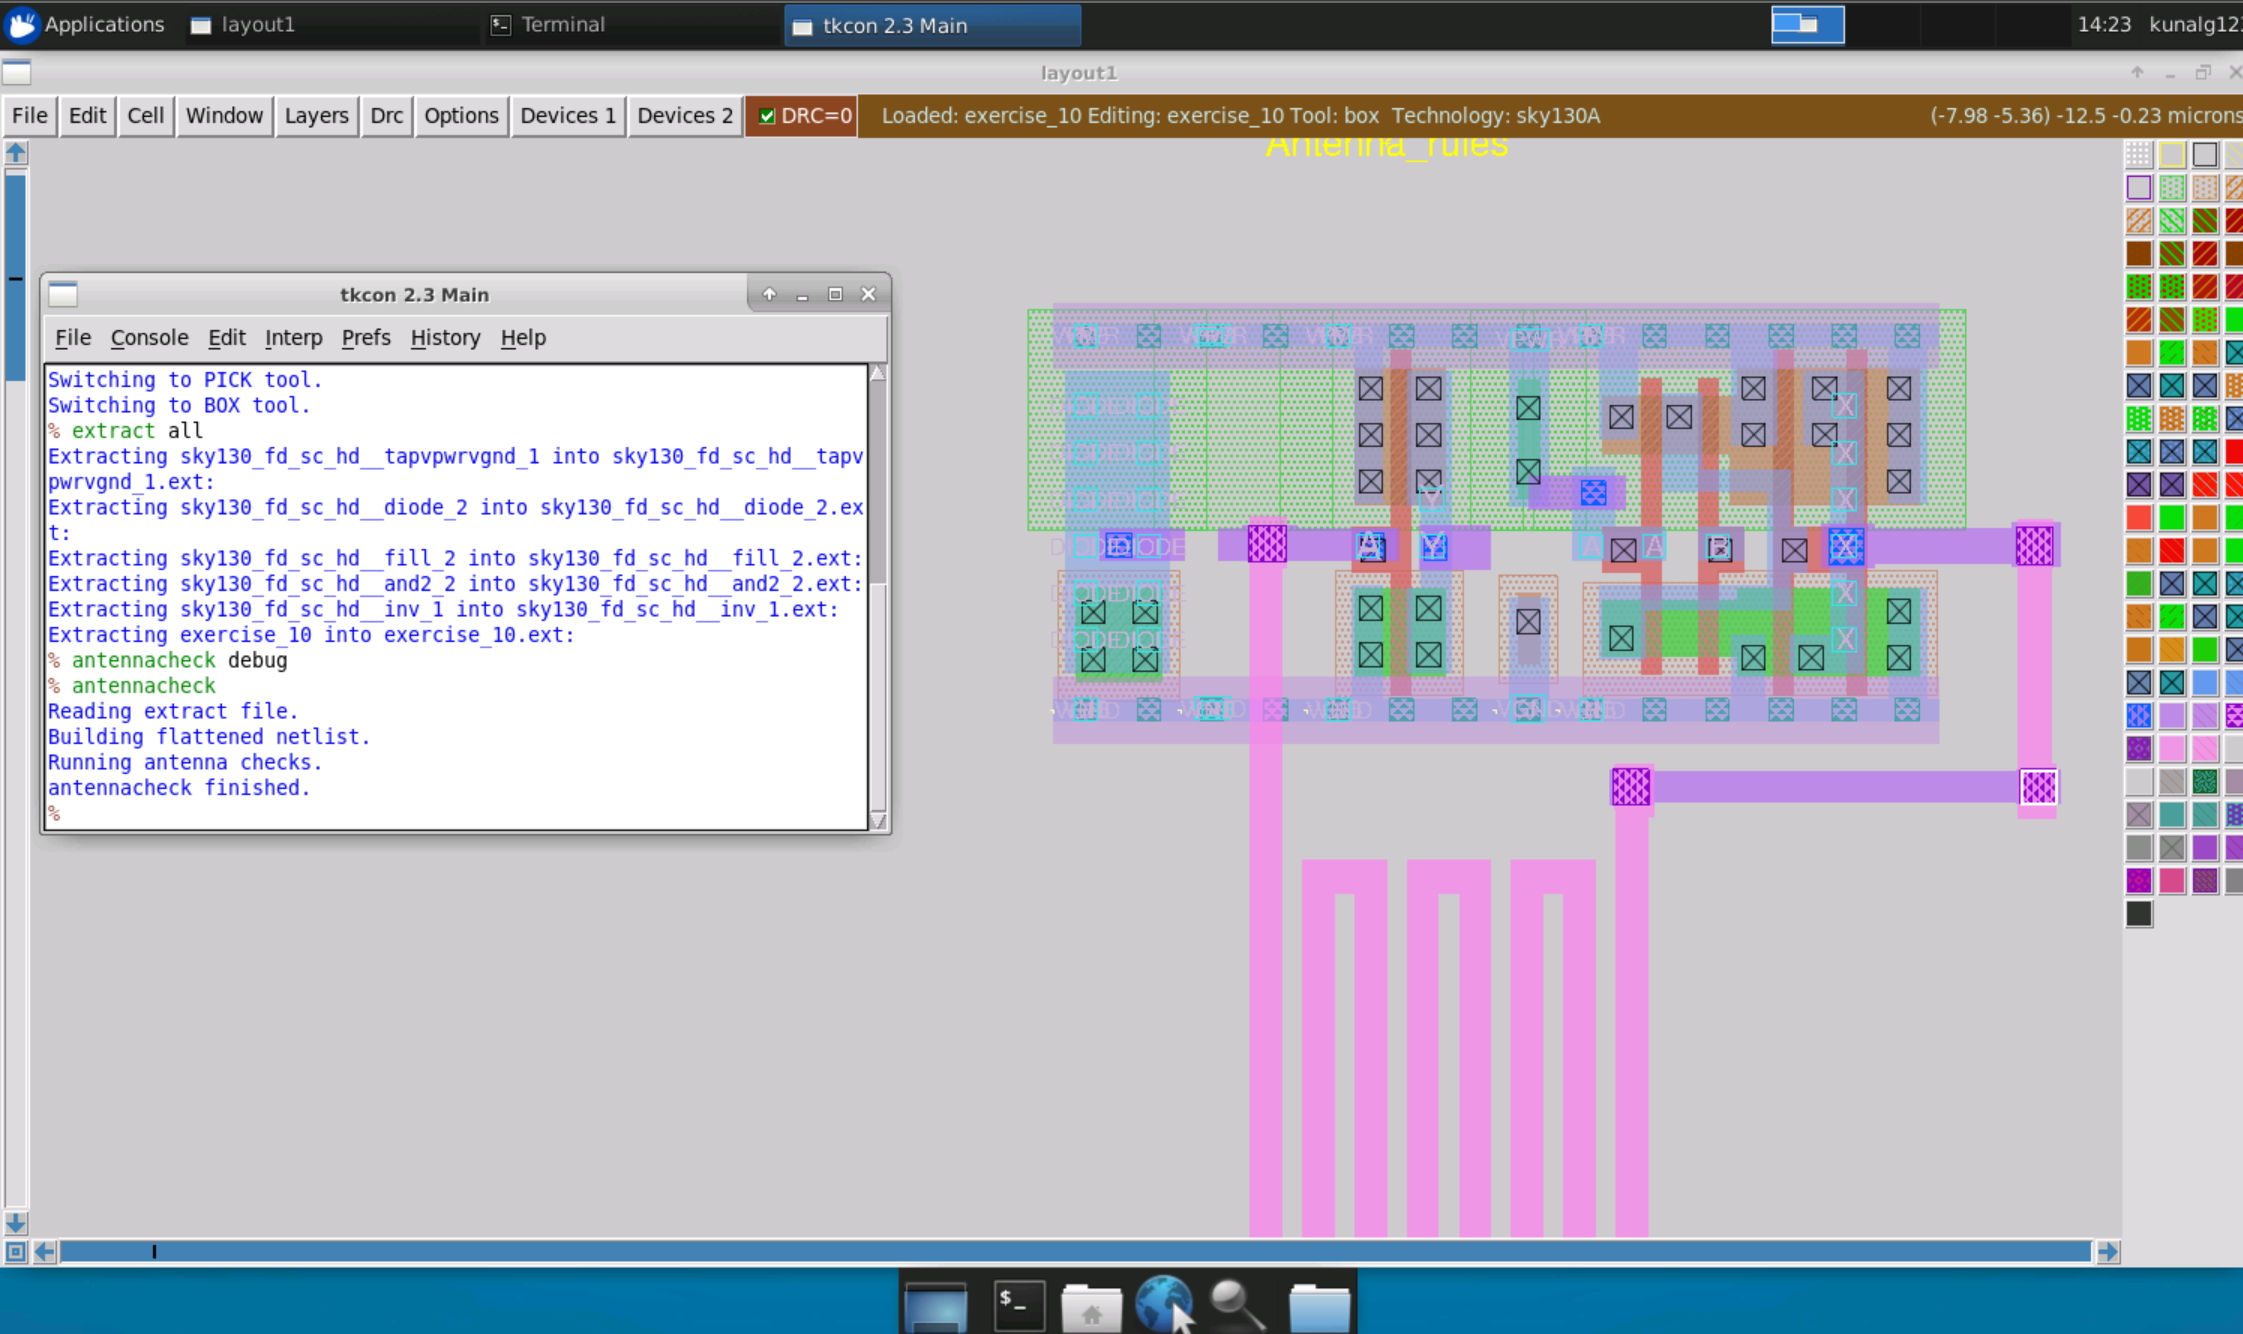 Applications layout1 Terminal tkcon 2.3 Main 14:23 kunalg12
layout1
File Edit Cell Window Layers Drc Options Devices 1 Devices 2 DRC=0 Loaded: exercise_10 Editing: exercise_10 Tool: box Technology: sky130A (-7.98 -5.36) -12.5 -0.23 microns
Antenna_rules
tkcon 2.3 Main
File Console Edit Interp Prefs History Help
Switching to PICK tool.
Switching to BOX tool.
% extract all
Extracting sky130_fd_sc_hd__tapvpwrvgnd_1 into sky130_fd_sc_hd__tapv
pwrvgnd_1.ext:
Extracting sky130_fd_sc_hd__diode_2 into sky130_fd_sc_hd__diode_2.ex
t:
Extracting sky130_fd_sc_hd__fill_2 into sky130_fd_sc_hd__fill_2.ext:
Extracting sky130_fd_sc_hd__and2_2 into sky130_fd_sc_hd__and2_2.ext:
Extracting sky130_fd_sc_hd__inv_1 into sky130_fd_sc_hd__inv_1.ext:
Extracting exercise_10 into exercise_10.ext:
% antennacheck debug
% antennacheck
Reading extract file.
Building flattened netlist.
Running antenna checks.
antennacheck finished.
%
X
X
X
Y
A Y A A B X
X
X